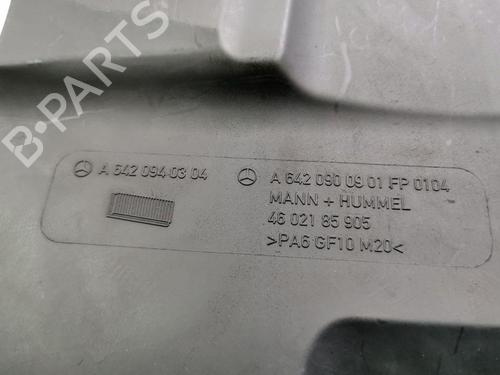 B-PARTS
A 642 094 03 04
A 642 090 09 01 FP 0104
MANN + HUMMEL
46 021 85 905
>PA6 GF10 M20<